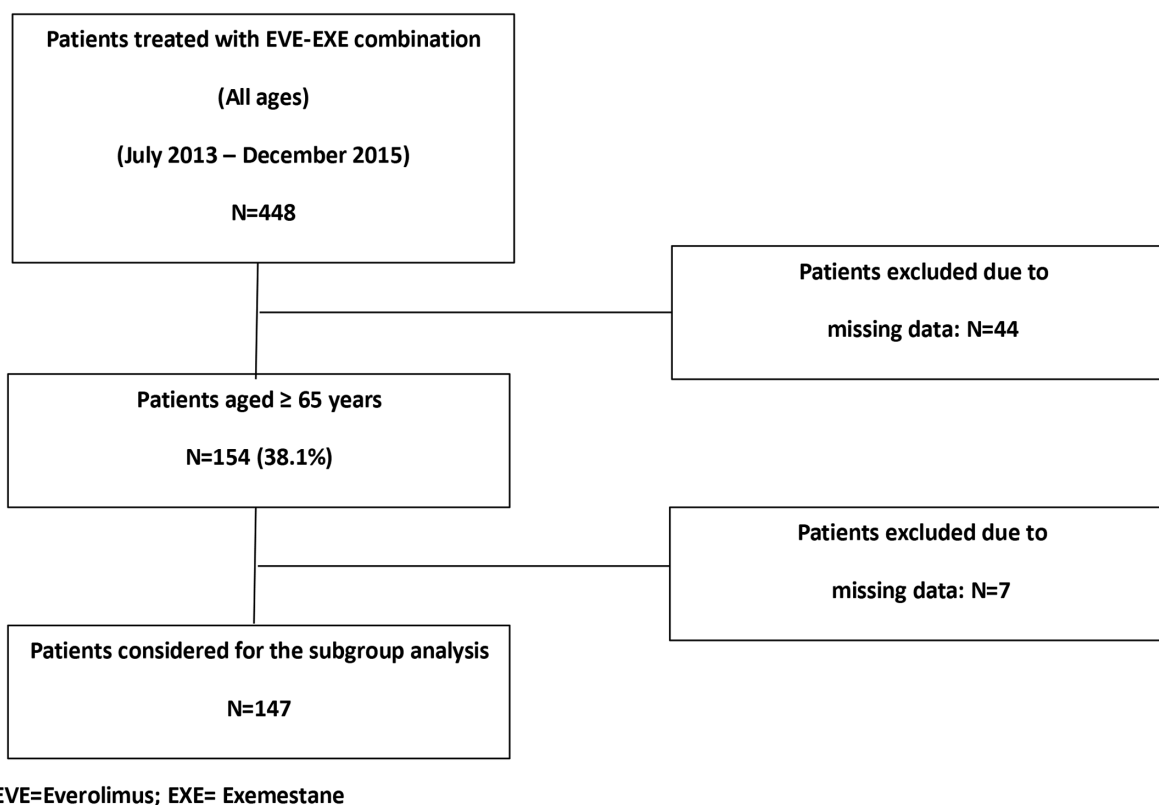 Patients treated with EVE-EXE combination
(All ages)
(July 2013 – December 2015)
N=448
Patients excluded due to
missing data: N=44
Patients aged ≥ 65 years
N=154 (38.1%)
Patients excluded due to
missing data: N=7
Patients considered for the subgroup analysis
N=147
EVE=Everolimus; EXE= Exemestane